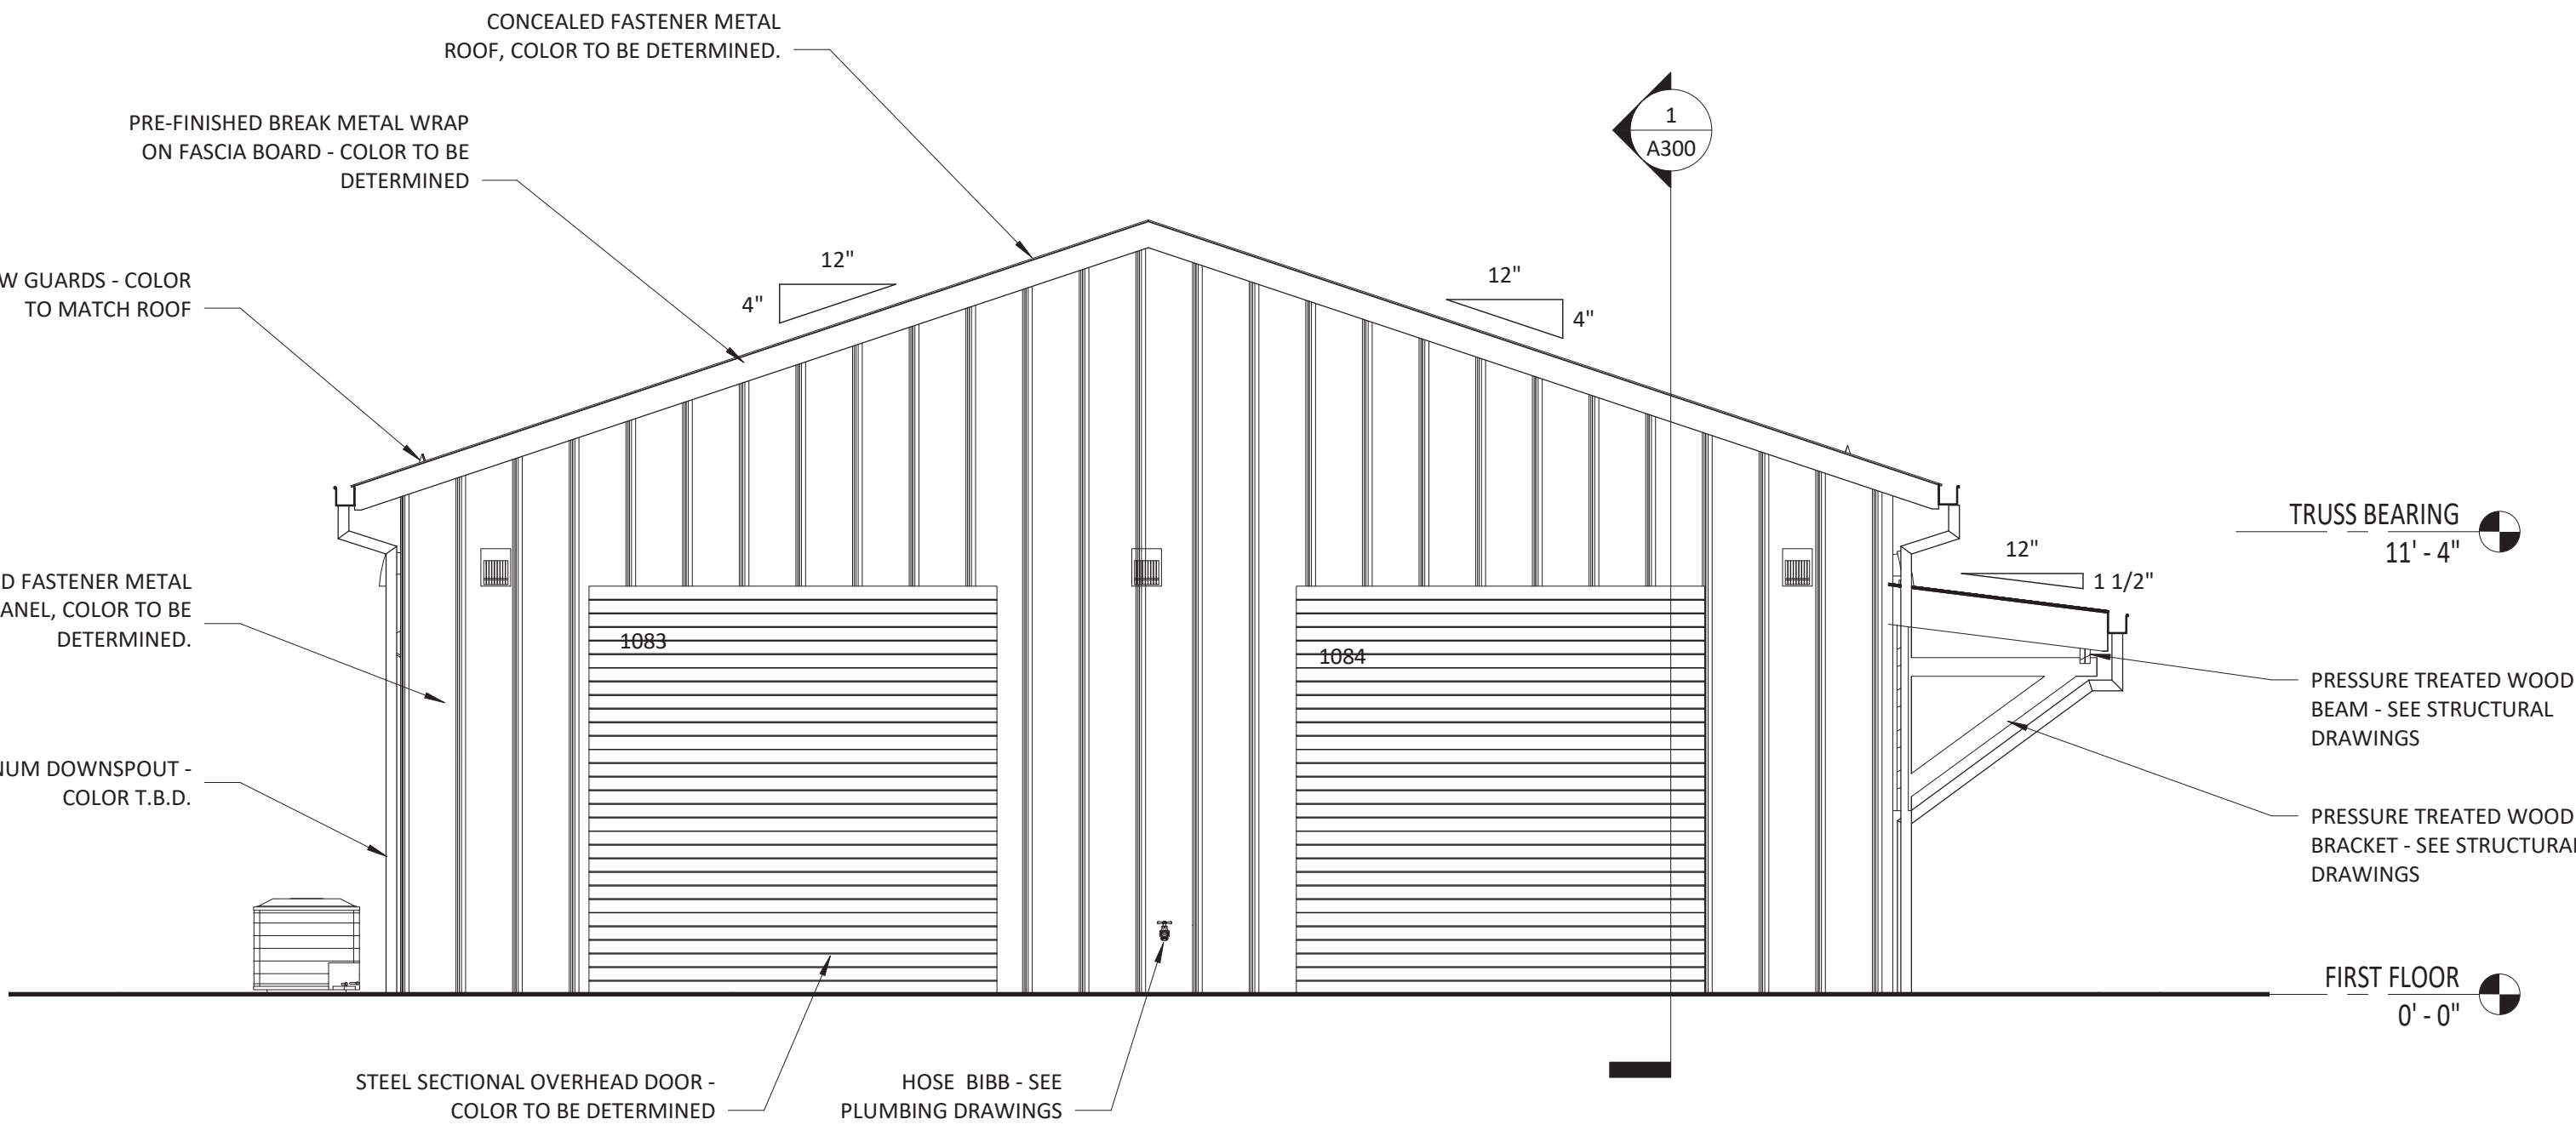 CONCEALED FASTENER METAL
ROOF, COLOR TO BE DETERMINED.
PRE-FINISHED BREAK METAL WRAP
ON FASCIA BOARD - COLOR TO BE
DETERMINED
1
A300
12"
4"
12"
4"
GUARDS - COLOR
TO MATCH ROOF
TRUSS BEARING
11' - 4"
12"
1 1/2"
FASTENER METAL
COLOR TO BE
DETERMINED.
1083
1084
PRESSURE TREATED WOOD
BEAM - SEE STRUCTURAL
DRAWINGS
DOWNSPOUT -
COLOR T.B.D.
PRESSURE TREATED WOOD
BRACKET - SEE STRUCTURAL
DRAWINGS
FIRST FLOOR
0' - 0"
STEEL SECTIONAL OVERHEAD DOOR -
COLOR TO BE DETERMINED
HOSE BIBB - SEE
PLUMBING DRAWINGS